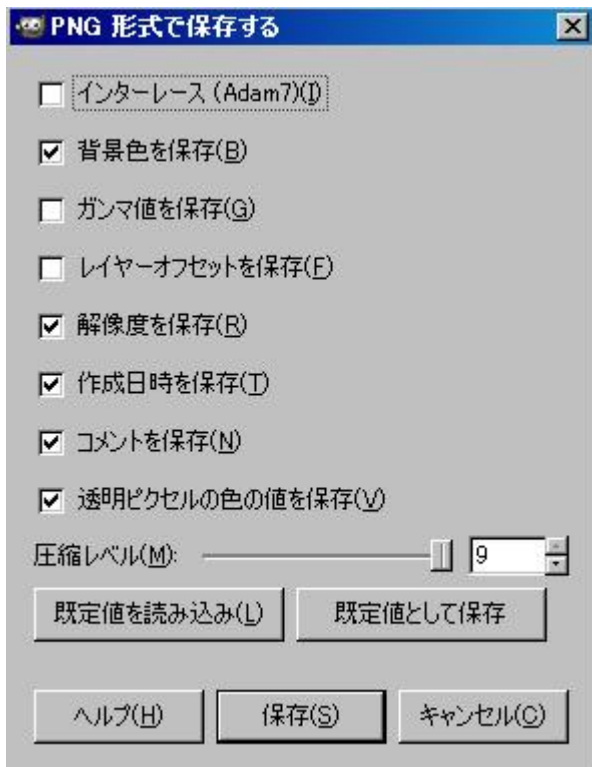 PNG 形式で保存する
インターレース (Adam7)(I)
背景色を保存(B)
ガンマ値を保存(G)
レイヤーオフセットを保存(F)
解像度を保存(R)
作成日時を保存(T)
コメントを保存(N)
透明ピクセルの色の値を保存(V)
圧縮レベル(M): 9
既定値を読み込み(L) 既定値として保存
ヘルプ(H) 保存(S) キャンセル(C)